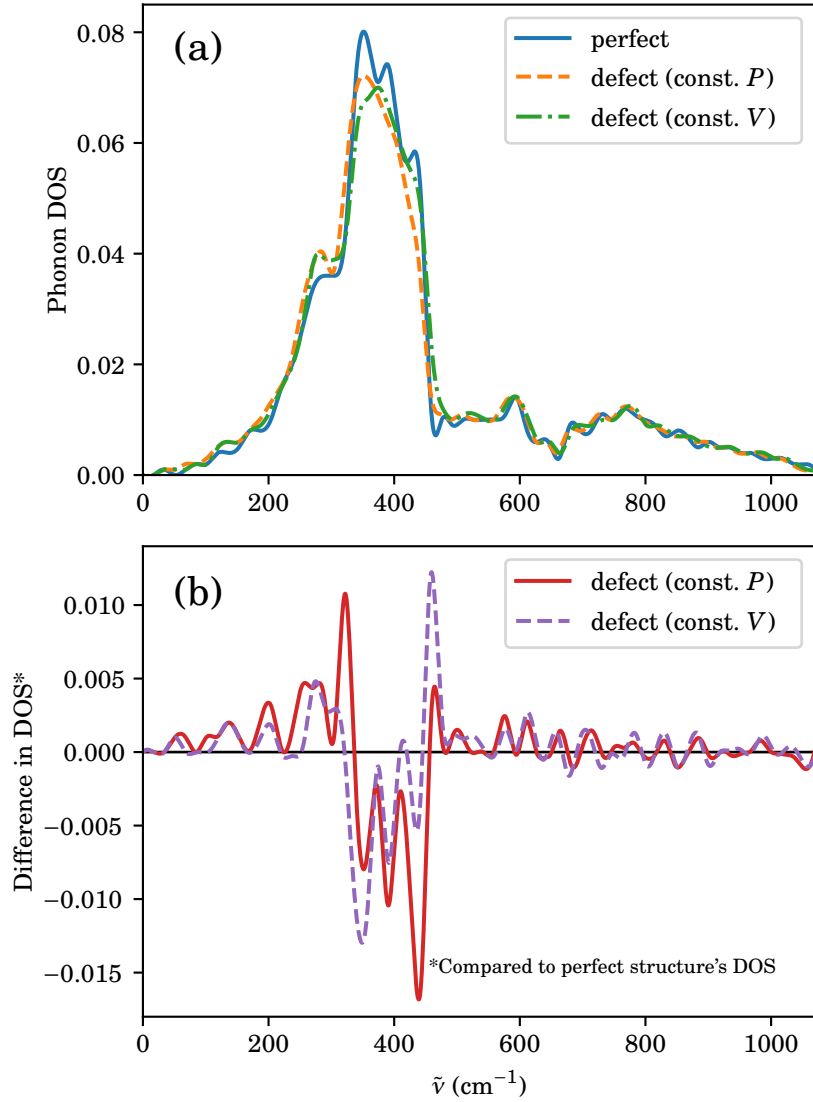 (a)
perfect
defect (const. P)
defect (const. V)
Phonon DOS
0.08
0.06
0.04
0.02
0.00
0 200 400 600 800 1000
(b)
defect (const. P)
defect (const. V)
Difference in DOS*
0.010
0.005
0.000
−0.005
−0.010
−0.015
*Compared to perfect structure's DOS
0 200 400 600 800 1000
ν̃ (cm⁻¹)